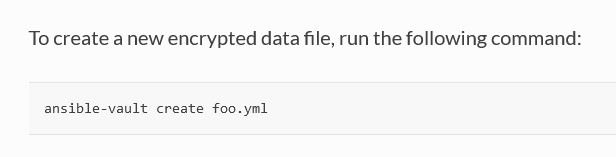 To create a new encrypted data file, run the following command:
ansible-vault create foo.yml